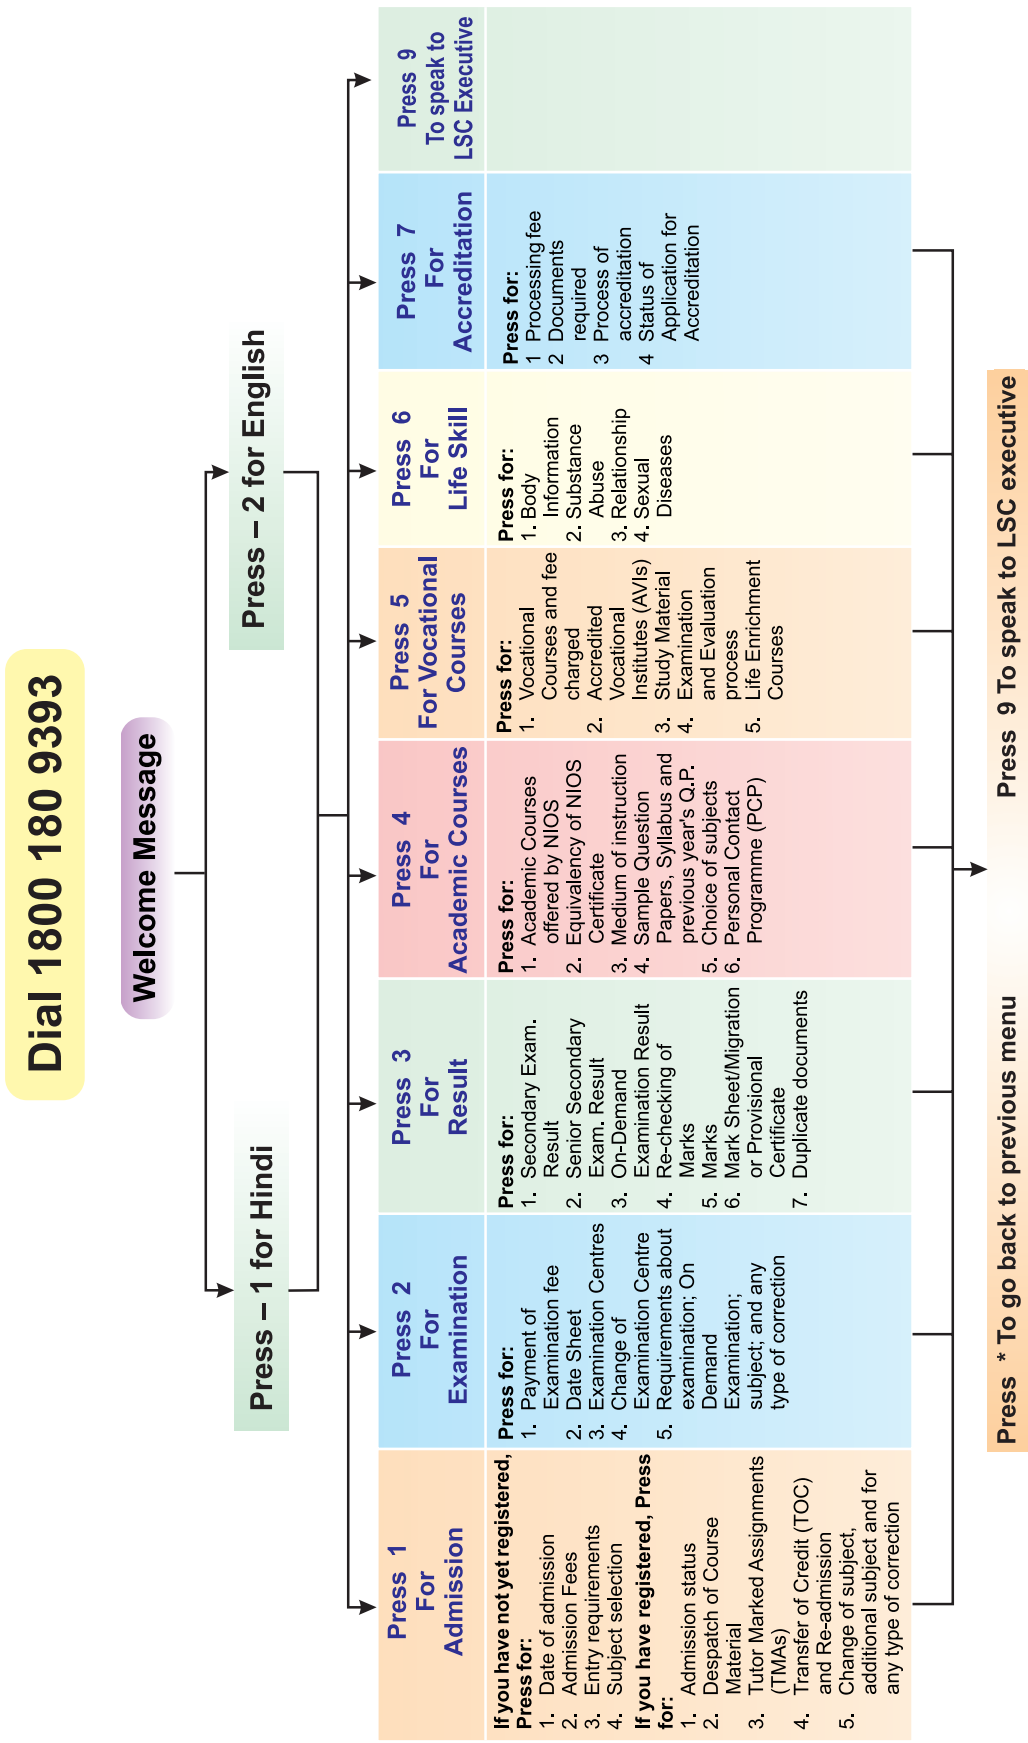 Dial 1800 180 9393
Welcome Message
Press – 1 for Hindi
Press – 2 for English
Press 1
For
Admission
If you have not yet registered,
Press for:
1. Date of admission
2. Admission Fees
3. Entry requirements
4. Subject selection
If you have registered, Press
for:
1. Admission status
2. Despatch of Course
Material
3. Tutor Marked Assignments
(TMAs)
4. Transfer of Credit (TOC)
and Re-admission
5. Change of subject,
additional subject and for
any type of correction
Press 2
For
Examination
Press for:
1. Payment of
Examination fee
2. Date Sheet
3. Examination Centres
4. Change of
Examination Centre
5. Requirements about
examination; On
Demand
Examination;
subject; and any
type of correction
Press 3
For
Result
Press for:
1. Secondary Exam.
Result
2. Senior Secondary
Exam. Result
3. On-Demand
Examination Result
4. Re-checking of
Marks
5. Marks
6. Mark Sheet/Migration
or Provisional
Certificate
7. Duplicate documents
Press 4
For
Academic Courses
Press for:
1. Academic Courses
offered by NIOS
2. Equivalency of NIOS
Certificate
3. Medium of instruction
4. Sample Question
Papers, Syllabus and
previous year's Q.P.
5. Choice of subjects
6. Personal Contact
Programme (PCP)
Press 5
For Vocational
Courses
Press for:
1. Vocational
Courses and fee
charged
2. Accredited
Vocational
Institutes (AVIs)
3. Study Material
4. Examination
and Evaluation
process
5. Life Enrichment
Courses
Press 6
For
Life Skill
Press for:
1. Body
Information
2. Substance
Abuse
3. Relationship
4. Sexual
Diseases
Press 7
For
Accreditation
Press for:
1 Processing fee
2 Documents
required
3 Process of
accreditation
4 Status of
Application for
Accreditation
Press 9
To speak to
LSC Executive
Press * To go back to previous menu
Press 9 To speak to LSC executive